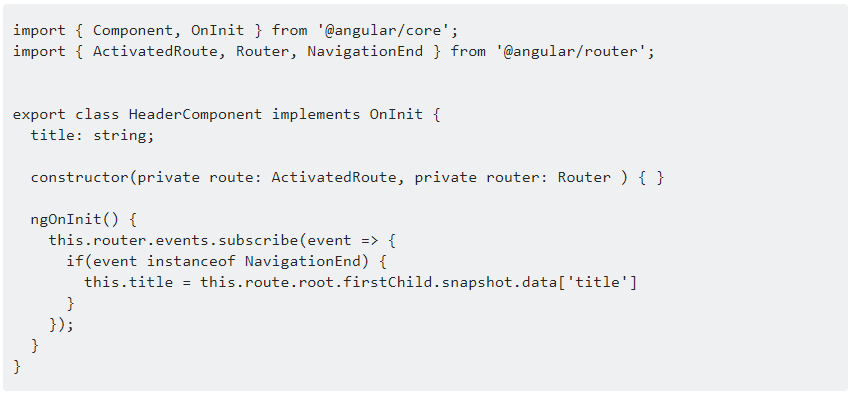 import { Component, OnInit } from '@angular/core';
import { ActivatedRoute, Router, NavigationEnd } from '@angular/router';
export class HeaderComponent implements OnInit {
title: string;
constructor(private route: ActivatedRoute, private router: Router ) { }
ngOnInit() {
this.router.events.subscribe(event => {
if(event instanceof NavigationEnd) {
this.title = this.route.root.firstChild.snapshot.data['title']
}
});
}
}